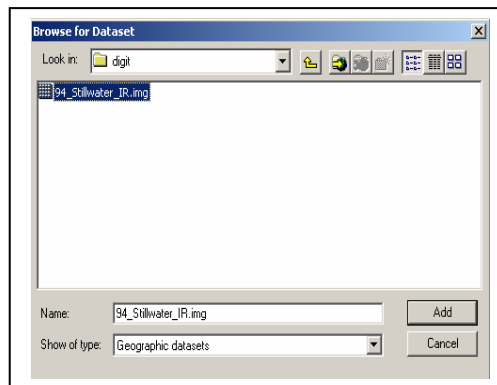 Browse for Dataset
Look in: digit
94_Stillwater_IR.img
Name: 94_Stillwater_IR.img Add
Show of type: Geographic datasets Cancel